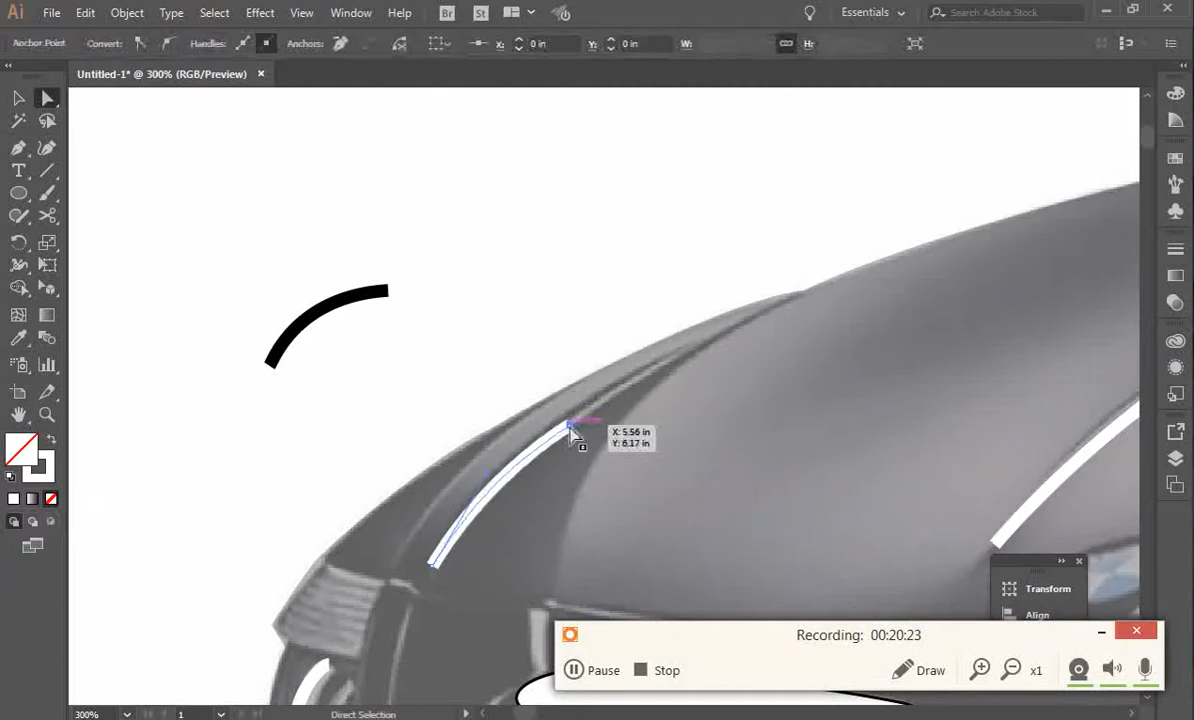 Ai File Edit Object Type Select Effect View Window Help Br St Essentials Search Adobe Stock
Anchor Point Convert: Handles: Anchors: X: 0 in Y: 0 in W: H:
Untitled-1* @ 300% (RGB/Preview) ×
X: 5.56 in
Y: 6.17 in
Transform
Align
Recording: 00:20:23
Pause Stop Draw x1
300% 1 Direct Selection